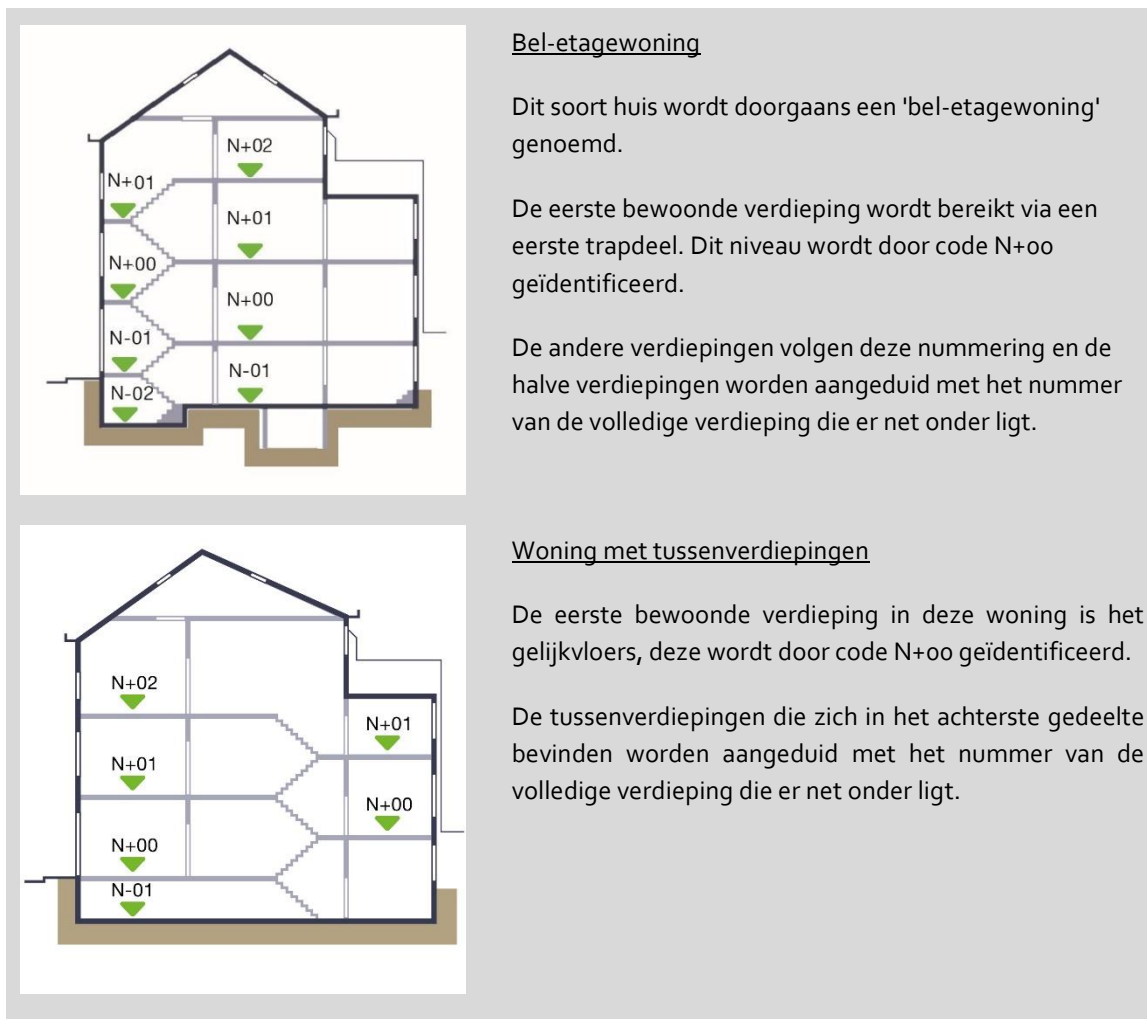 Bel-etagewoning
Dit soort huis wordt doorgaans een 'bel-etagewoning'
genoemd.
De eerste bewoonde verdieping wordt bereikt via een
eerste trapdeel. Dit niveau wordt door code N+00
geïdentificeerd.
De andere verdiepingen volgen deze nummering en de
halve verdiepingen worden aangeduid met het nummer
van de volledige verdieping die er net onder ligt.
N+02
N+01
N+01
N+00
N+00
N-01
N-01
N-02
Woning met tussenverdiepingen
De eerste bewoonde verdieping in deze woning is het
gelijkvloers, deze wordt door code N+00 geïdentificeerd.
De tussenverdiepingen die zich in het achterste gedeelte
bevinden worden aangeduid met het nummer van de
volledige verdieping die er net onder ligt.
N+02
N+01
N+01
N+00
N+00
N-01